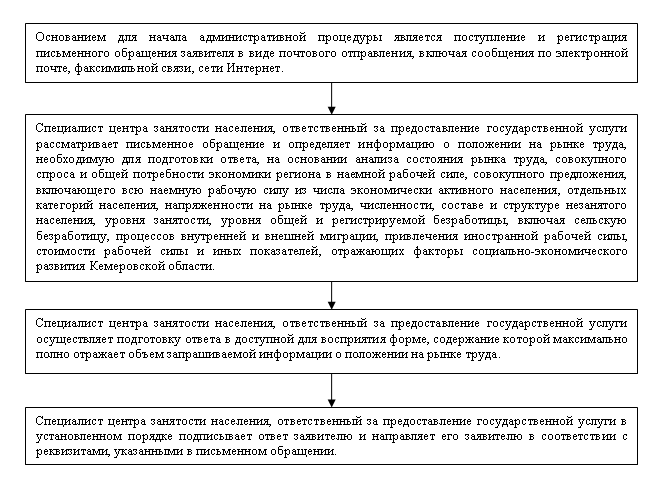 Основанием для начала административной процедуры является поступление и регистрация
письменного обращения заявителя в виде почтового отправления, включая сообщения по электронной
почте, факсимильной связи, сети Интернет.
Специалист центра занятости населения, ответственный за предоставление государственной услуги
рассматривает письменное обращение и определяет информацию о положении на рынке труда,
необходимую для подготовки ответа, на основании анализа состояния рынка труда, совокупного
спроса и общей потребности экономики региона в наемной рабочей силе, совокупного предложения,
включающего всю наемную рабочую силу из числа экономически активного населения, отдельных
категорий населения, напряженности на рынке труда, численности, составе и структуре незанятого
населения, уровня занятости, уровня общей и регистрируемой безработицы, включая сельскую
безработицу, процессов внутренней и внешней миграции, привлечения иностранной рабочей силы,
стоимости рабочей силы и иных показателей, отражающих факторы социально-экономического
развития Кемеровской области.
Специалист центра занятости населения, ответственный за предоставление государственной услуги
осуществляет подготовку ответа в доступной для восприятия форме, содержание которой максимально
полно отражает объем запрашиваемой информации о положении на рынке труда.
Специалист центра занятости населения, ответственный за предоставление государственной услуги в
установленном порядке подписывает ответ заявителю и направляет его заявителю в соответствии с
реквизитами, указанными в письменном обращении.